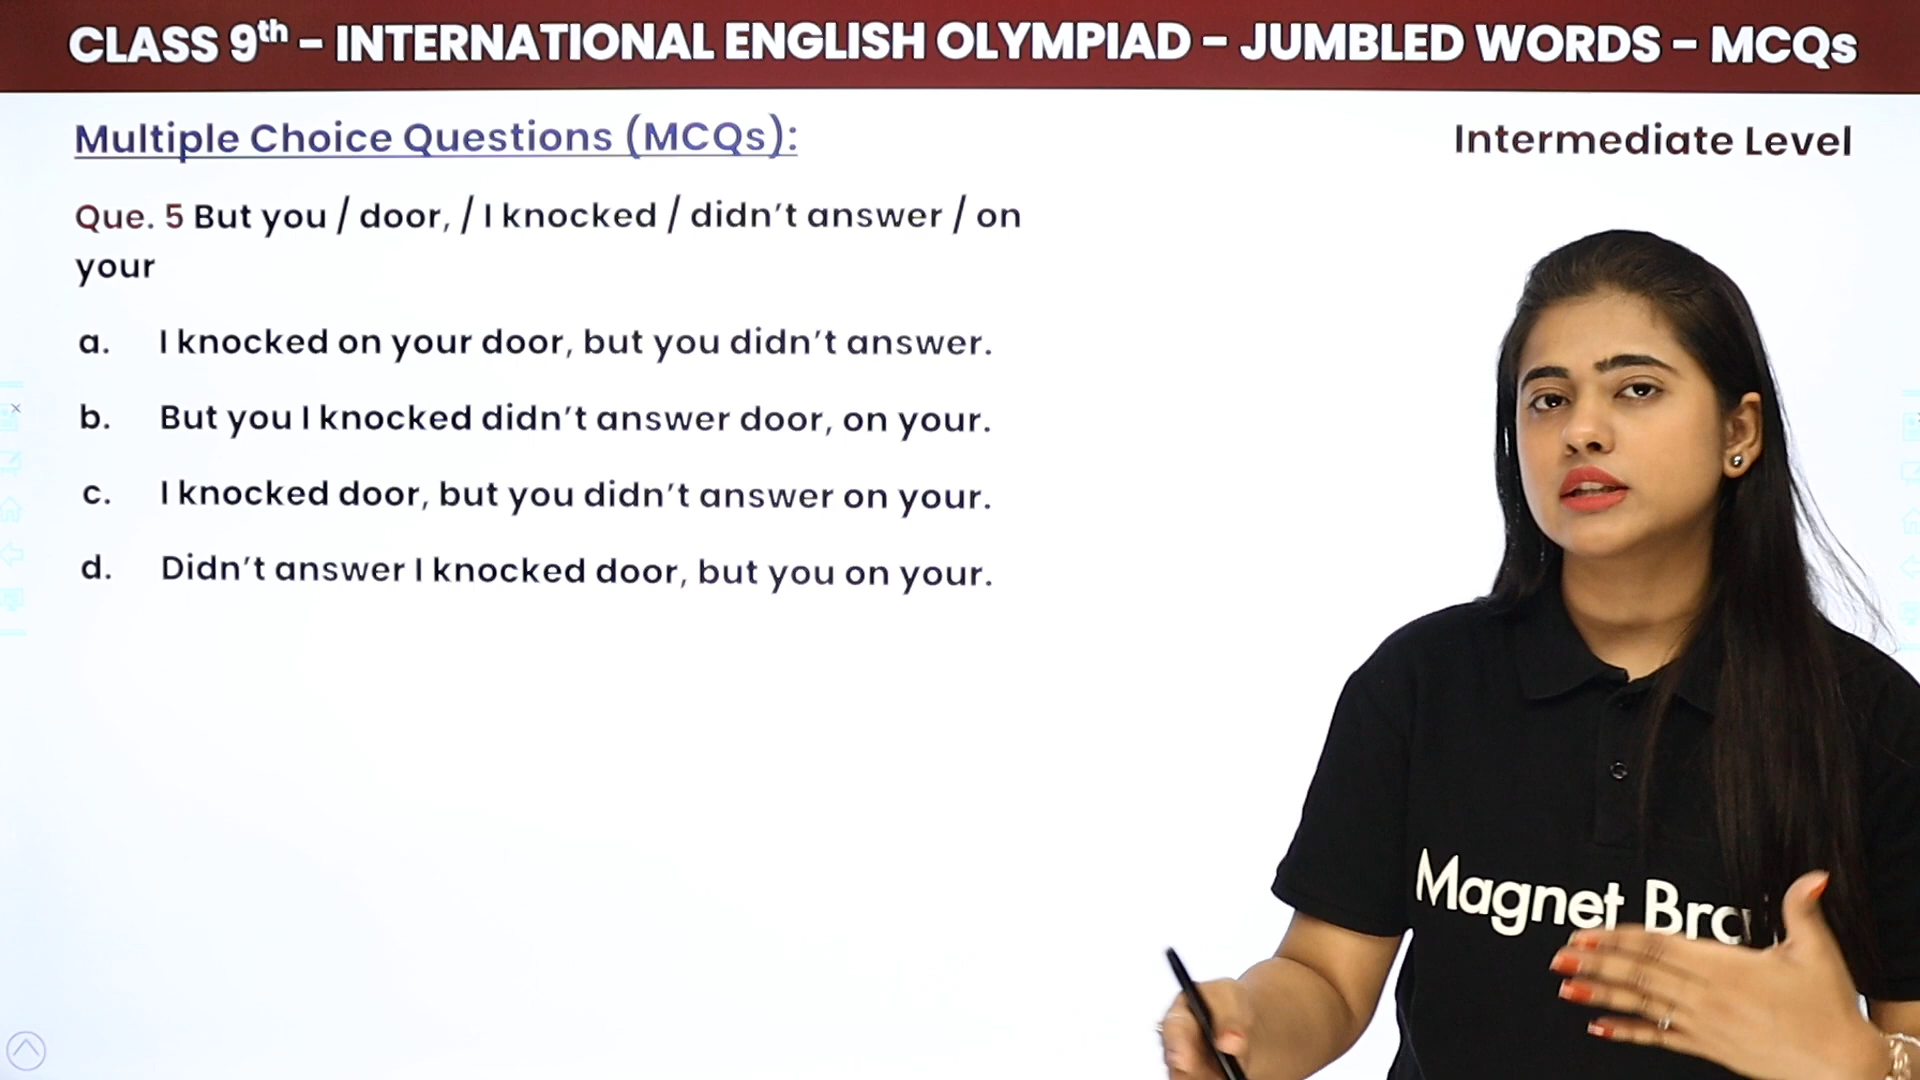 CLASS 9th – INTERNATIONAL ENGLISH OLYMPIAD – JUMBLED WORDS – MCQs
Multiple Choice Questions (MCQs):
Intermediate Level
Que. 5 But you / door, / I knocked / didn’t answer / on
your
a. I knocked on your door, but you didn’t answer.
b. But you I knocked didn’t answer door, on your.
c. I knocked door, but you didn’t answer on your.
d. Didn’t answer I knocked door, but you on your.
Magnet